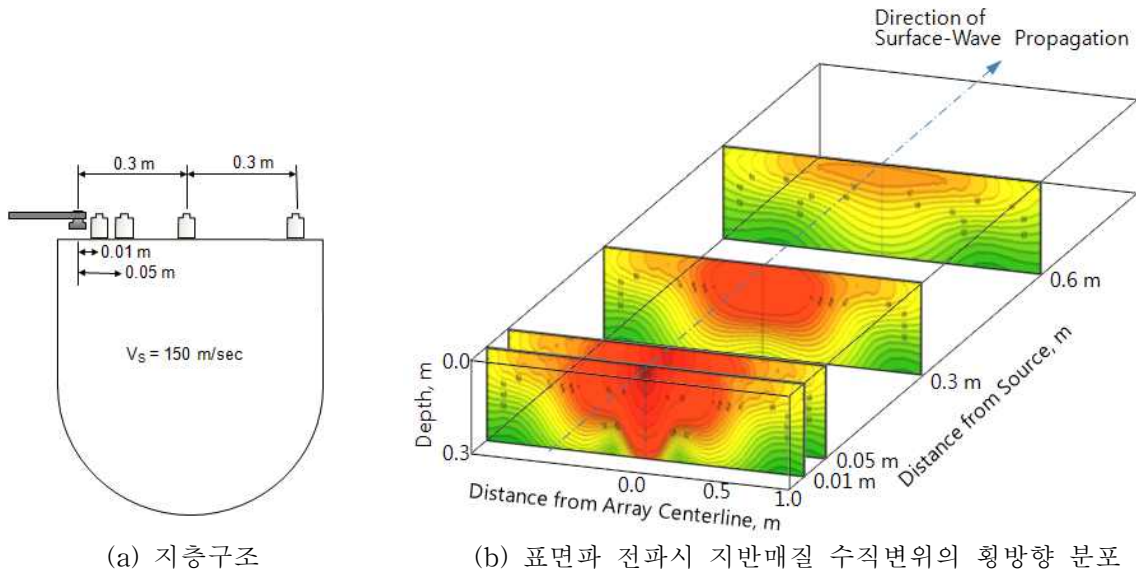 0.3 m
0.3 m
0.01 m
0.05 m
V_S = 150 m/sec
(a) 지층구조
Direction of
Surface-Wave Propagation
0.0
Depth, m
0.3
Distance from Array Centerline, m
0.0
0.5
1.0
0.01 m
0.05 m
0.3 m
0.6 m
Distance from Source, m
(b) 표면파 전파시 지반매질 수직변위의 횡방향 분포